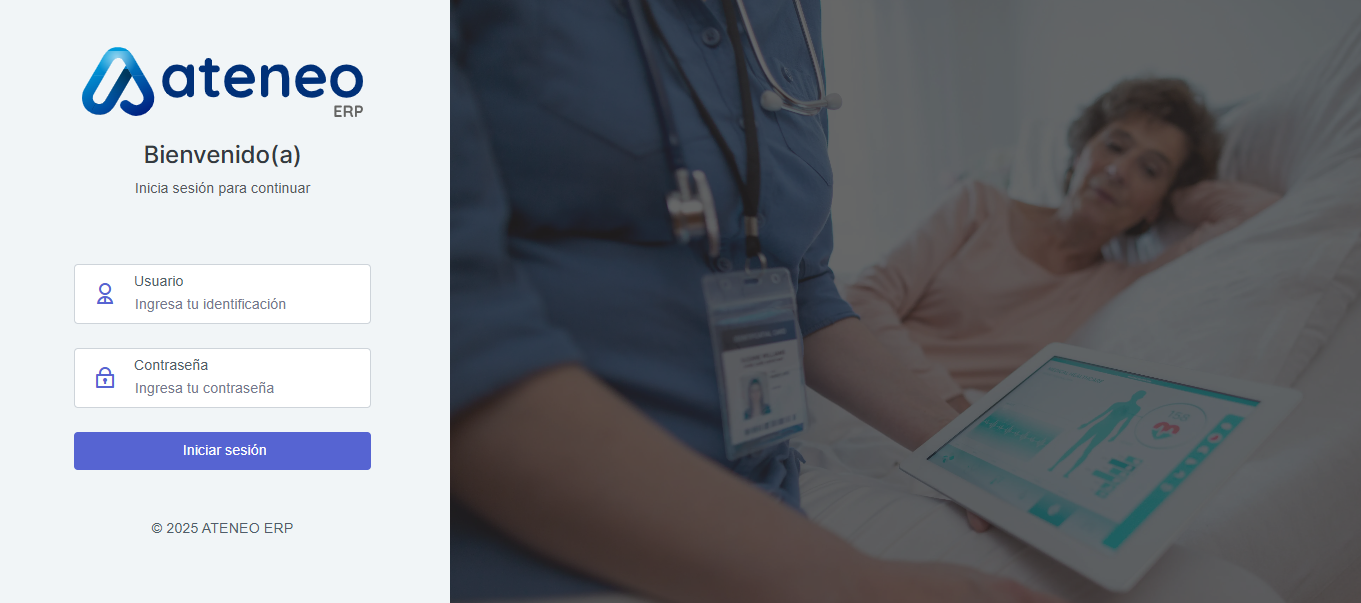 ateneo
ERP
Bienvenido(a)
Inicia sesión para continuar
Usuario
Ingresa tu identificación
Contraseña
Ingresa tu contraseña
Iniciar sesión
© 2025 ATENEO ERP